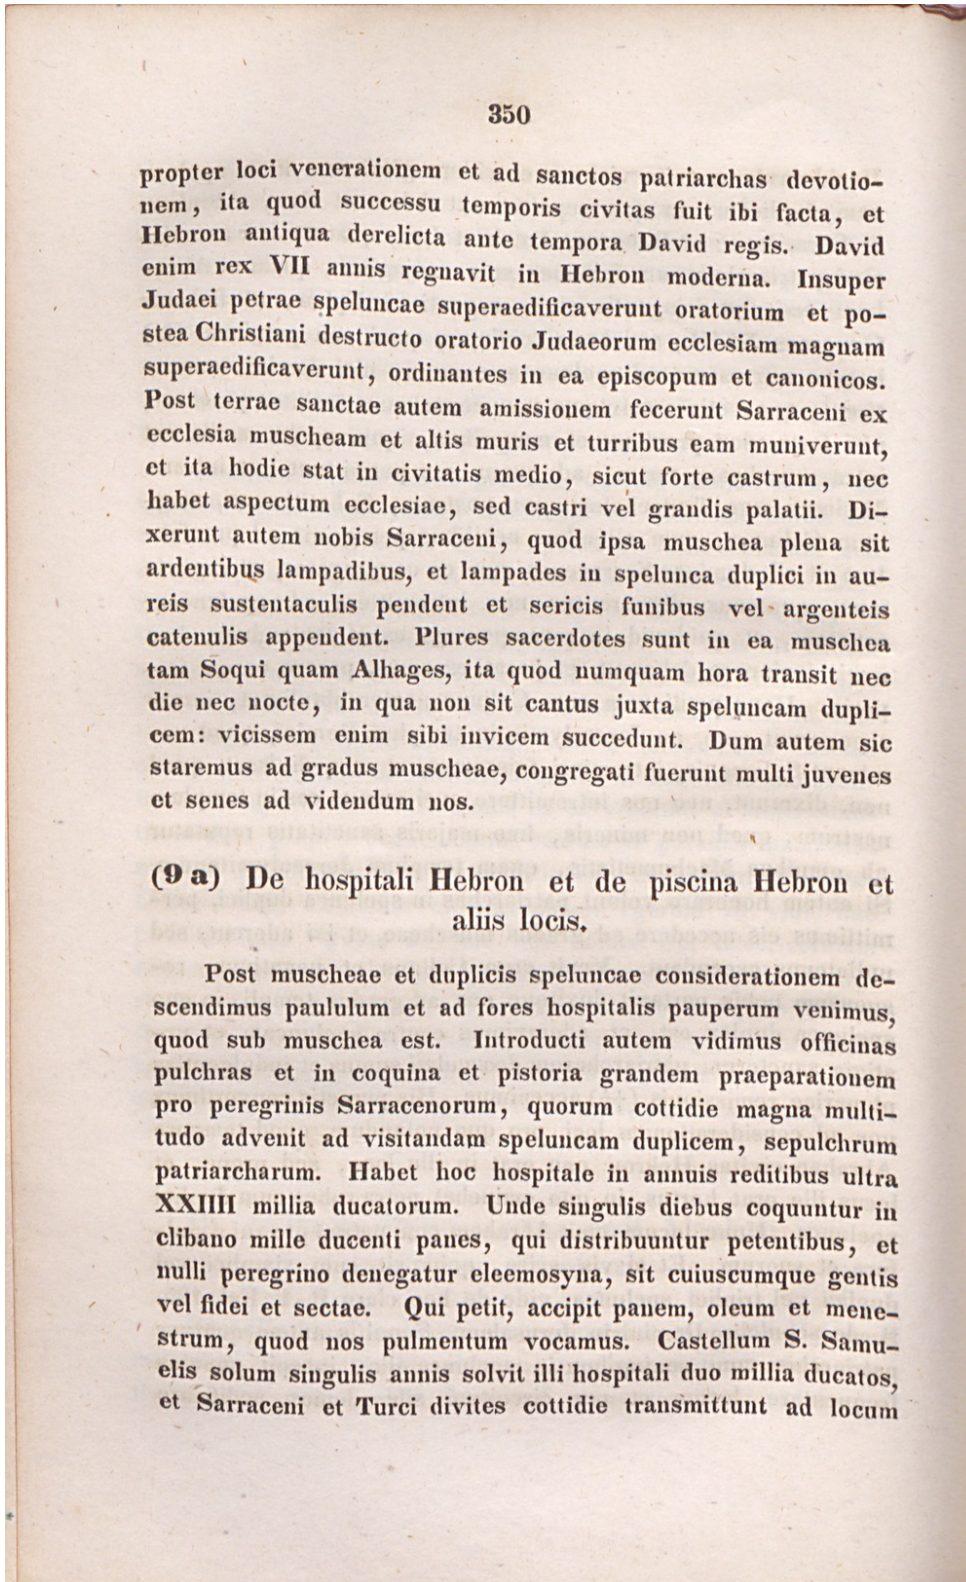 350
propter loci venerationem et ad sanctos patriarchas devotio-
nem, ita quod successu temporis civitas fuit ibi facta, et
Hebron antiqua derelicta ante tempora David regis. David
enim rex VII annis regnavit in Hebron moderna. Insuper
Judaei petrae speluncae superaedificaverunt oratorium et po-
stea Christiani destructo oratorio Judaeorum ecclesiam magnam
superaedificaverunt, ordinantes in ea episcopum et canonicos.
Post terrae sanctae autem amissionem fecerunt Sarraceni ex
ecclesia muscheam et altis muris et turribus eam muniverunt,
et ita hodie stat in civitatis medio, sicut forte castrum, nec
habet aspectum ecclesiae, sed castri vel grandis palatii. Di-
xerunt autem nobis Sarraceni, quod ipsa muschea plena sit
ardentibus lampadibus, et lampades in spelunca duplici in au-
reis sustentaculis pendent et sericis funibus vel argenteis
catenulis appendent. Plures sacerdotes sunt in ea muschea
tam Soqui quam Alhages, ita quod numquam hora transit nec
die nec nocte, in qua non sit cantus juxta speluncam dupli-
cem: vicissem enim sibi invicem succedunt. Dum autem sic
staremus ad gradus muscheae, congregati fuerunt multi juvenes
et senes ad videndum nos.
(9 a) De hospitali Hebron et de piscina Hebron et
aliis locis.
Post muscheae et duplicis speluncae considerationem de-
scendimus paululum et ad fores hospitalis pauperum venimus,
quod sub muschea est. Introducti autem vidimus officinas
pulchras et in coquina et pistoria grandem praeparationem
pro peregrinis Sarracenorum, quorum cottidie magna multi-
tudo advenit ad visitandam speluncam duplicem, sepulchrum
patriarcharum. Habet hoc hospitale in annuis reditibus ultra
XXIIII millia ducatorum. Unde singulis diebus coquuntur in
clibano mille ducenti panes, qui distribuuntur petentibus, et
nulli peregrino denegatur eleemosyna, sit cuiuscumque gentis
vel fidei et sectae. Qui petit, accipit panem, oleum et mene-
strum, quod nos pulmentum vocamus. Castellum S. Samu-
elis solum singulis annis solvit illi hospitali duo millia ducatos,
et Sarraceni et Turci divites cottidie transmittunt ad locum